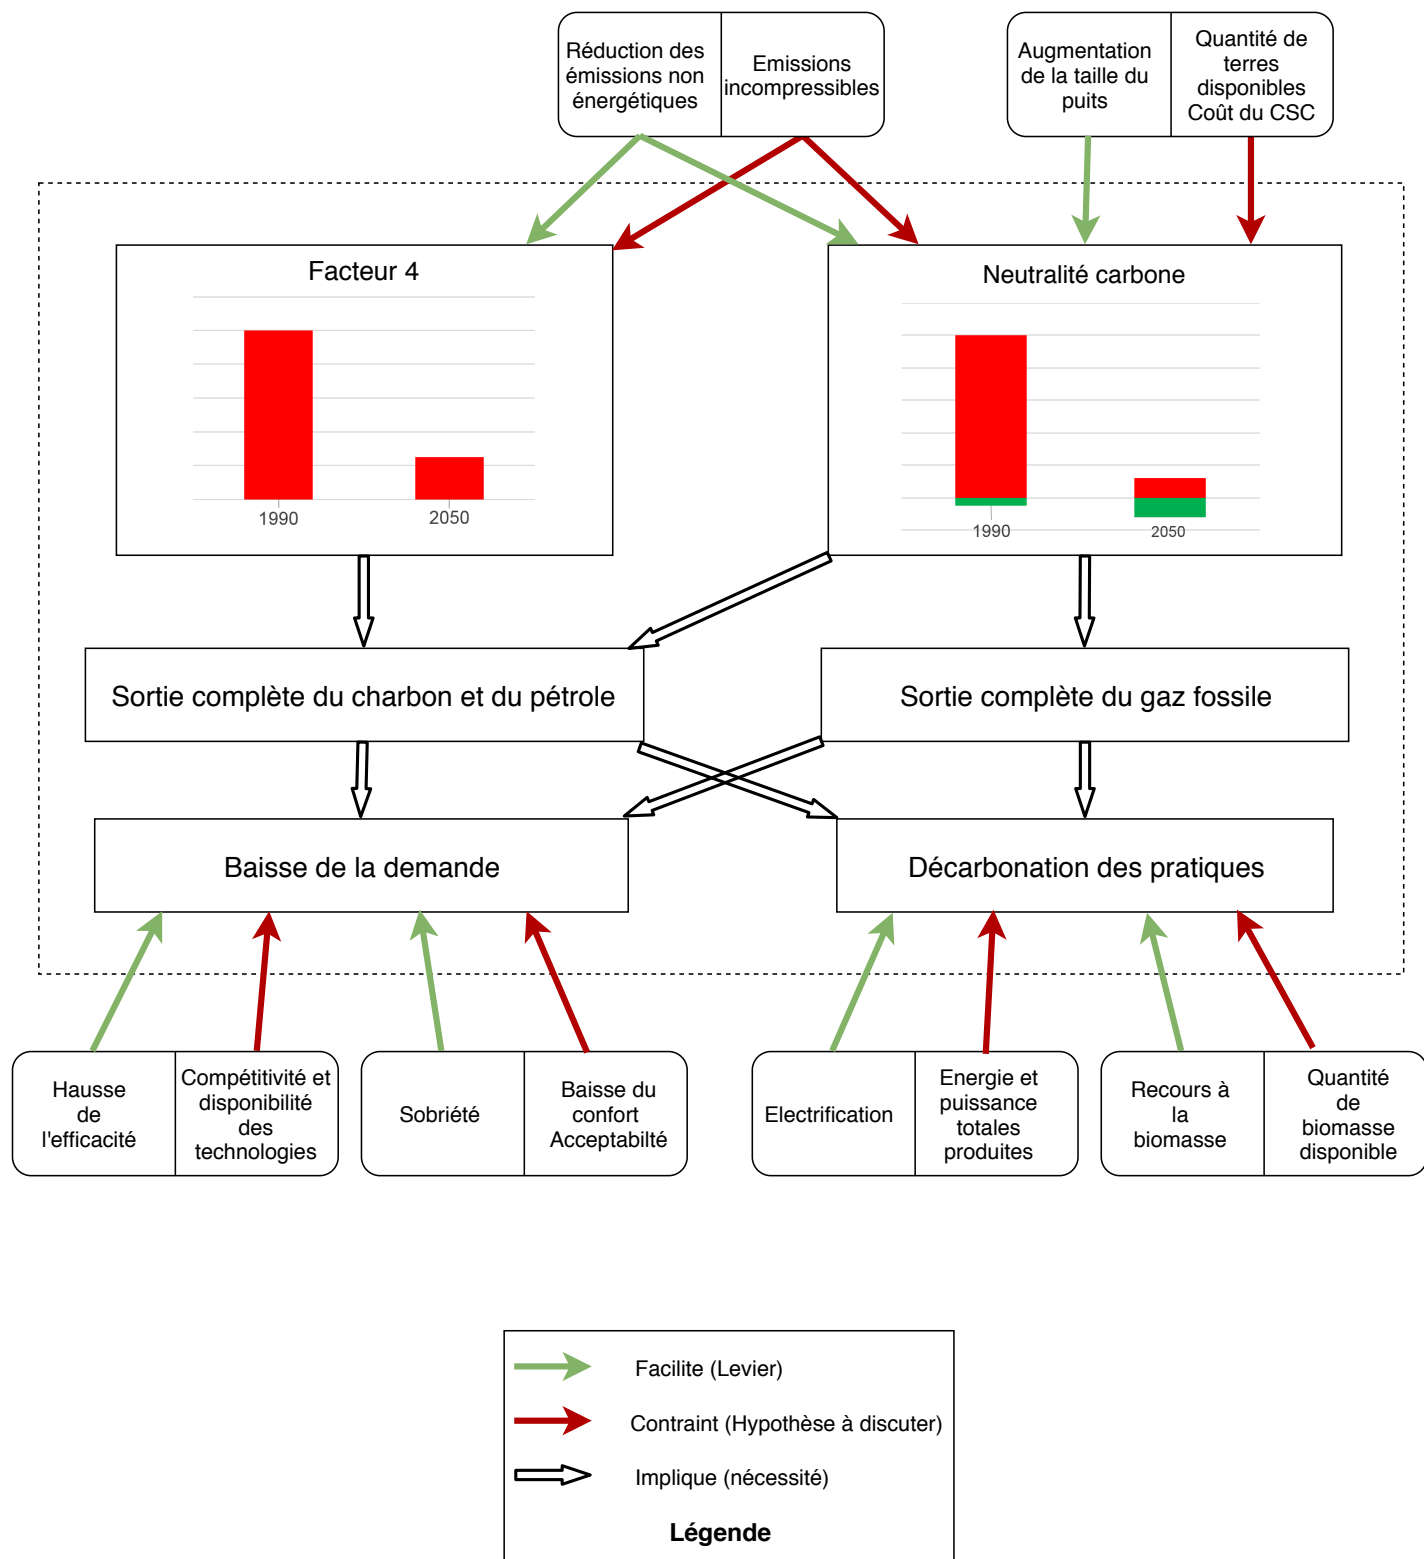 Réduction des
émissions non
énergétiques
Emissions
incompressibles
Augmentation
de la taille du
puits
Quantité de
terres
disponibles
Coût du CSC
Facteur 4
1990
2050
Neutralité carbone
1990
2050
Sortie complète du charbon et du pétrole
Sortie complète du gaz fossile
Baisse de la demande
Décarbonation des pratiques
Hausse
de
l'efficacité
Compétitivité et
disponibilité
des
technologies
Sobriété
Baisse du
confort
Acceptabilté
Electrification
Energie et
puissance
totales
produites
Recours à
la
biomasse
Quantité
de
biomasse
disponible
Facilite (Levier)
Contraint (Hypothèse à discuter)
Implique (nécessité)
Légende